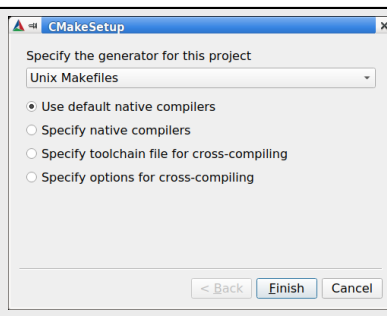 CMakeSetup
Specify the generator for this project
Unix Makefiles
Use default native compilers
Specify native compilers
Specify toolchain file for cross-compiling
Specify options for cross-compiling
< Back Finish Cancel